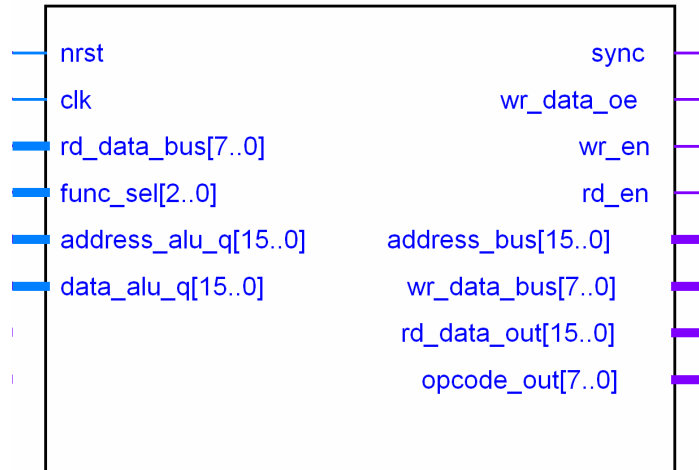 nrst sync
clk wr_data_oe
rd_data_bus[7..0] wr_en
func_sel[2..0] rd_en
address_alu_q[15..0] address_bus[15..0]
data_alu_q[15..0] wr_data_bus[7..0]
rd_data_out[15..0]
opcode_out[7..0]